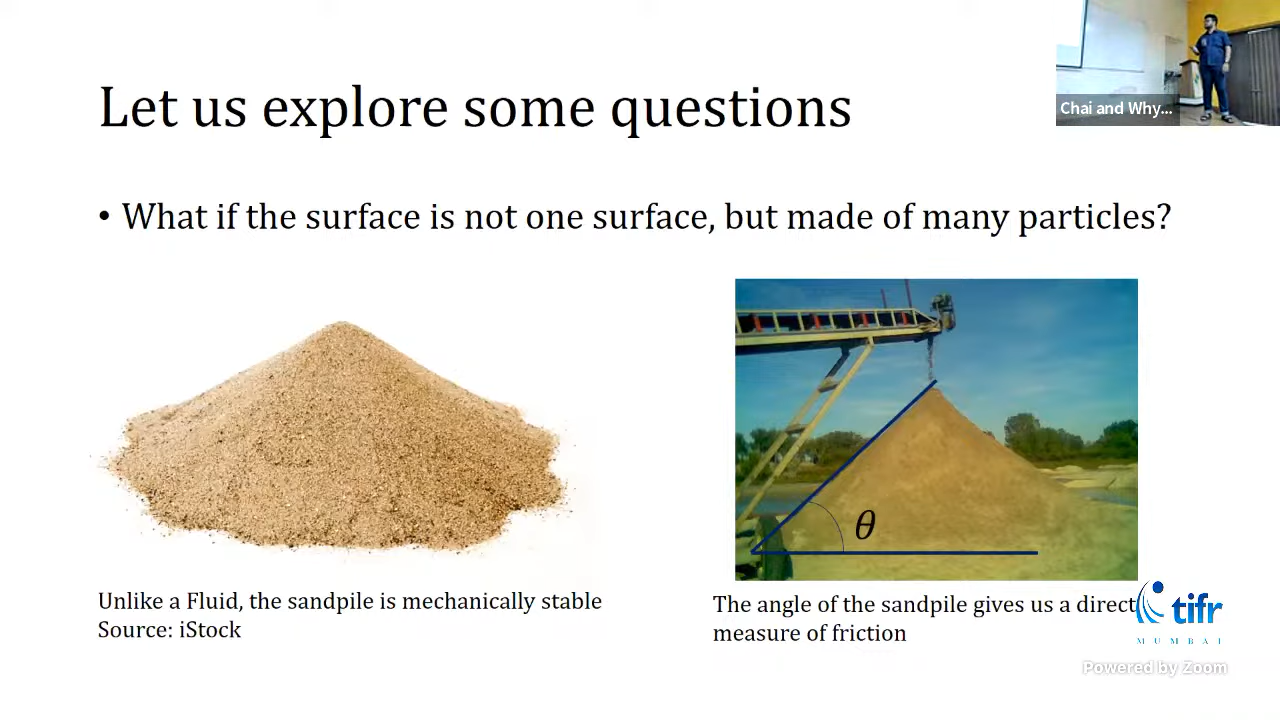 Let us explore some questions
Chai and Why...
• What if the surface is not one surface, but made of many particles?
θ
Unlike a Fluid, the sandpile is mechanically stable
Source: iStock
The angle of the sandpile gives us a direct
measure of friction
tifr
MUMBAI
Powered by Zoom